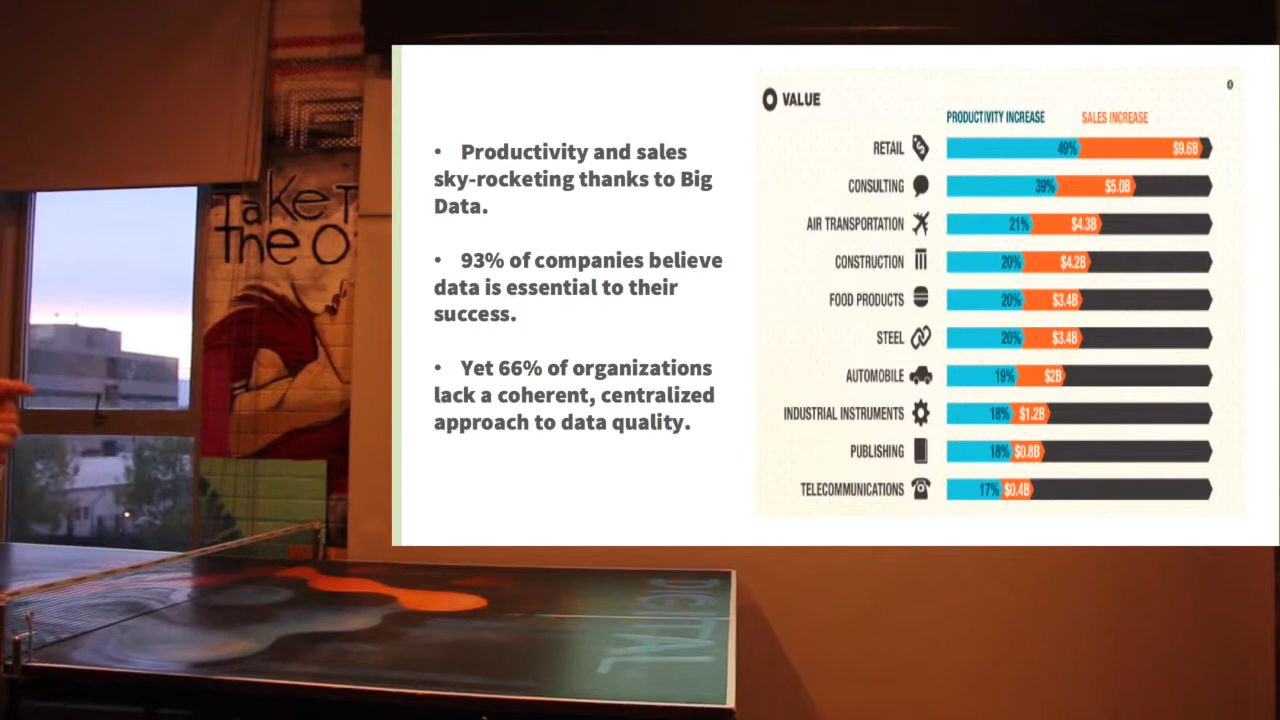 Take T
The O
• Productivity and sales
sky-rocketing thanks to Big
Data.
• 93% of companies believe
data is essential to their
success.
• Yet 66% of organizations
lack a coherent, centralized
approach to data quality.
VALUE
0
PRODUCTIVITY INCREASE SALES INCREASE
RETAIL 49% $9.6B
CONSULTING 39% $5.0B
AIR TRANSPORTATION 21% $4.3B
CONSTRUCTION 20% $4.2B
FOOD PRODUCTS 20% $3.4B
STEEL 20% $3.4B
AUTOMOBILE 19% $2B
INDUSTRIAL INSTRUMENTS 18% $1.2B
PUBLISHING 18% $0.8B
TELECOMMUNICATIONS 17% $0.4B
DIGITAL